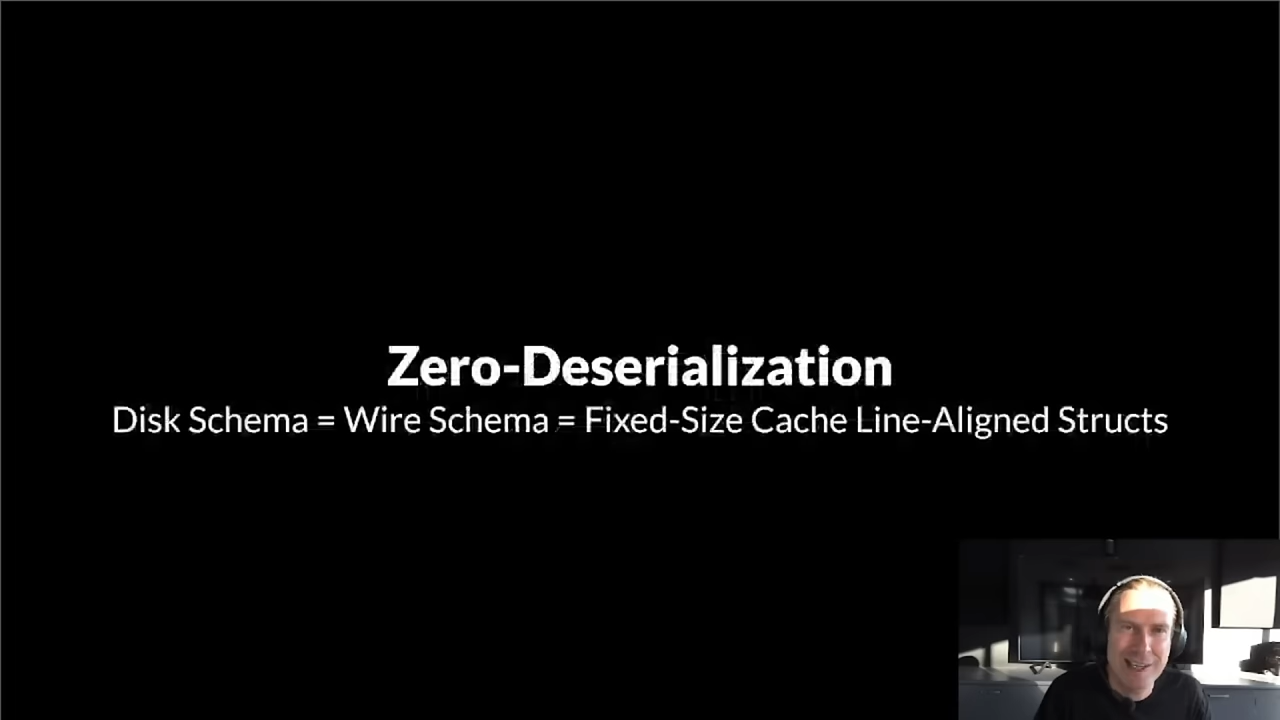 Zero-Deserialization
Disk Schema = Wire Schema = Fixed-Size Cache Line-Aligned Structs